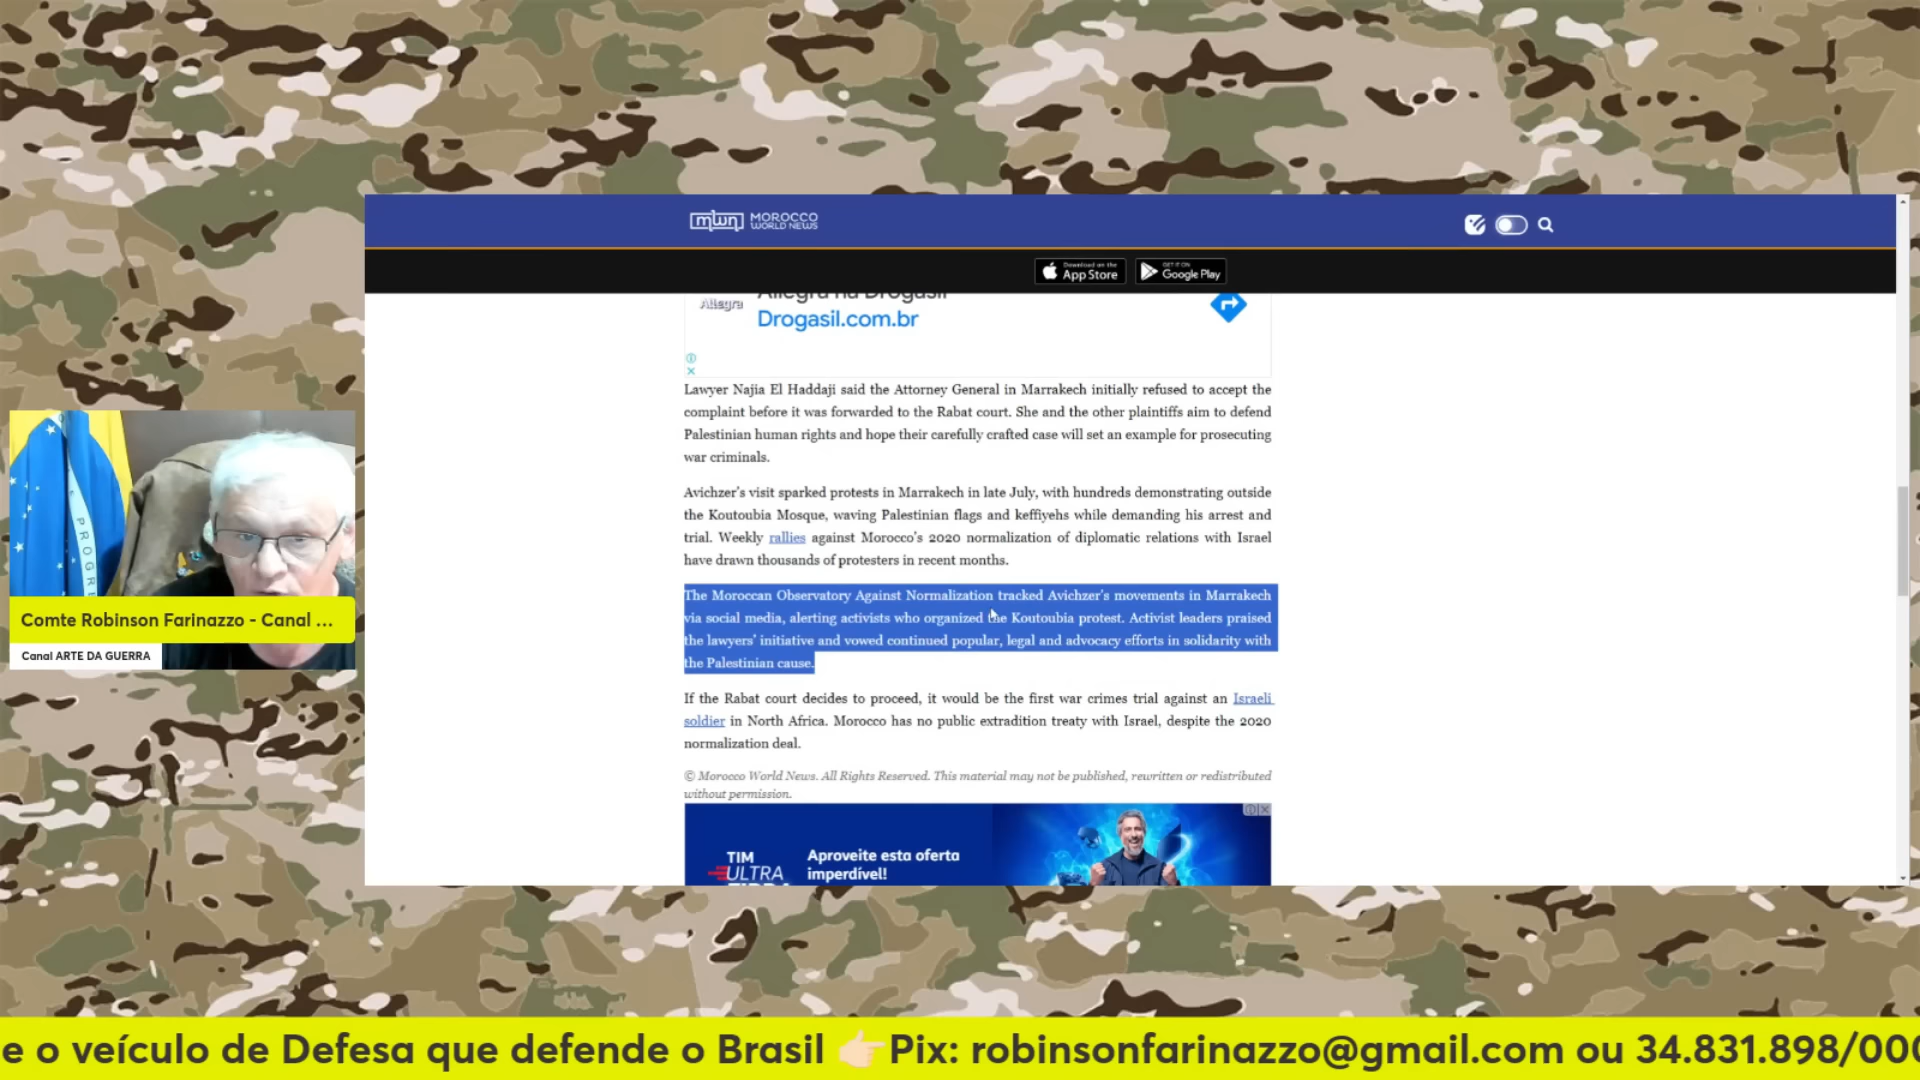 mwn MOROCCO
WORLD NEWS
Download on the
App Store
GET IT ON
Google Play
Allegra
Allegra na Drogasil
Drogasil.com.br
Lawyer Najia El Haddaji said the Attorney General in Marrakech initially refused to accept the
complaint before it was forwarded to the Rabat court. She and the other plaintiffs aim to defend
Palestinian human rights and hope their carefully crafted case will set an example for prosecuting
war criminals.
Avichzer's visit sparked protests in Marrakech in late July, with hundreds demonstrating outside
the Koutoubia Mosque, waving Palestinian flags and keffiyehs while demanding his arrest and
trial. Weekly rallies against Morocco's 2020 normalization of diplomatic relations with Israel
have drawn thousands of protesters in recent months.
The Moroccan Observatory Against Normalization tracked Avichzer's movements in Marrakech
via social media, alerting activists who organized the Koutoubia protest. Activist leaders praised
the lawyers' initiative and vowed continued popular, legal and advocacy efforts in solidarity with
the Palestinian cause.
If the Rabat court decides to proceed, it would be the first war crimes trial against an Israeli
soldier in North Africa. Morocco has no public extradition treaty with Israel, despite the 2020
normalization deal.
© Morocco World News. All Rights Reserved. This material may not be published, rewritten or redistributed
without permission.
TIM
ULTRA
Aproveite esta oferta
imperdível!
PROGRE
Comte Robinson Farinazzo - Canal ...
Canal ARTE DA GUERRA
e o veículo de Defesa que defende o Brasil 👉Pix: robinsonfarinazzo@gmail.com ou 34.831.898/000